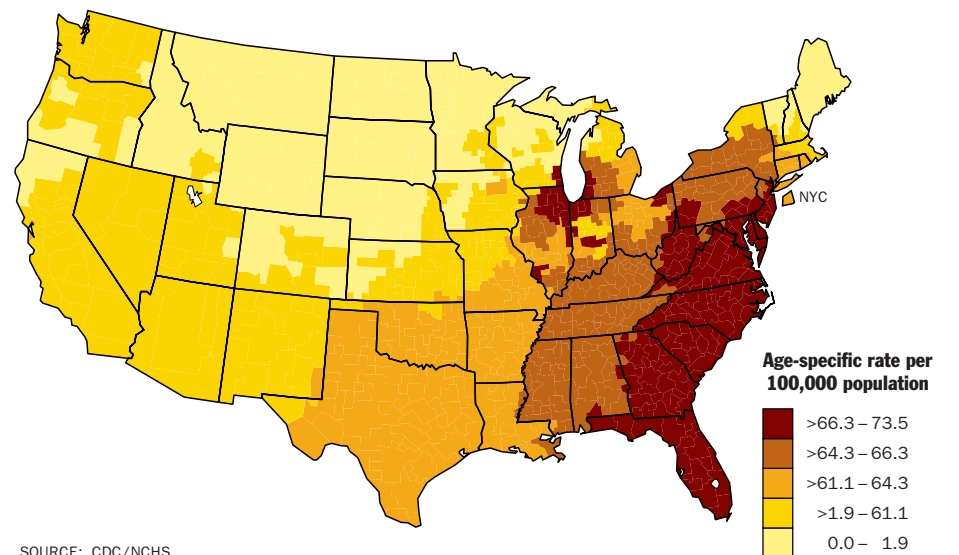 NYC
Age-specific rate per
100,000 population
>66.3 – 73.5
>64.3 – 66.3
>61.1 – 64.3
>1.9 – 61.1
0.0 – 1.9
SOURCE: CDC/NCHS